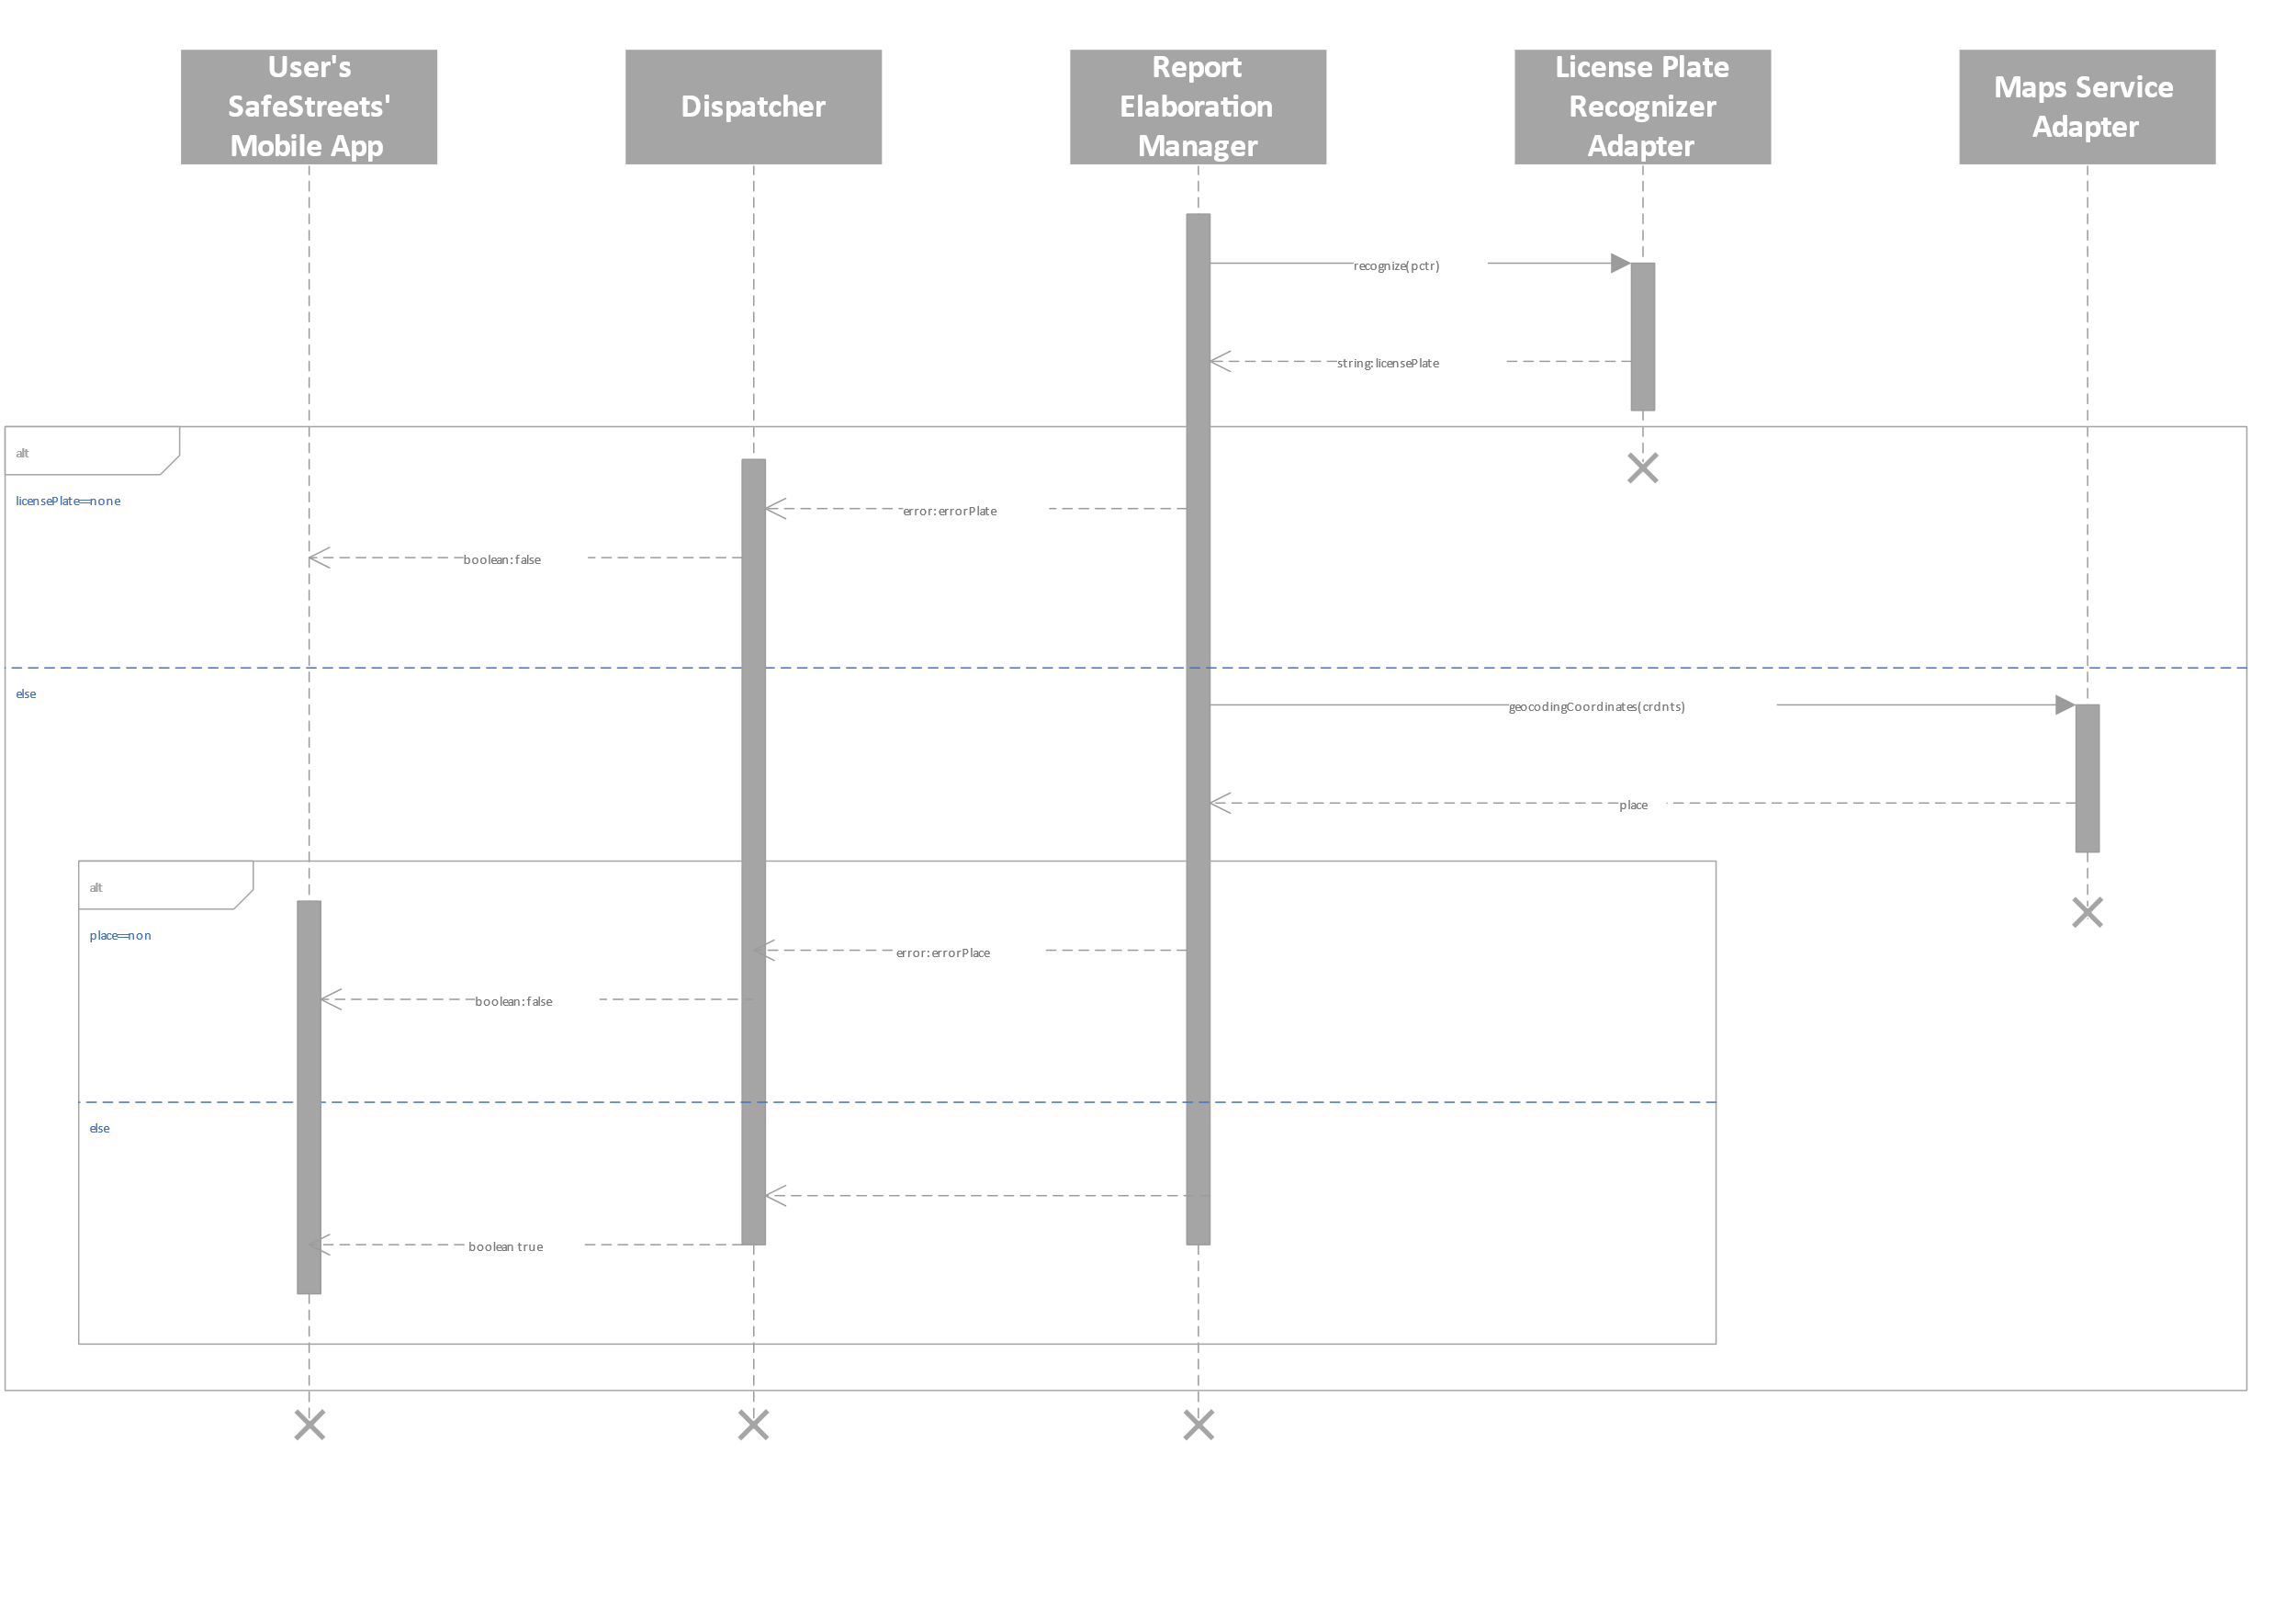 User's
SafeStreets'
Mobile App
Dispatcher
Report
Elaboration
Manager
License Plate
Recognizer
Adapter
Maps Service
Adapter
recognize(pctr)
string:licensePlate
alt
licensePlate==none
error:errorPlate
boolean:false
else
geocodingCoordinates(crdnts)
place
alt
place==non
error:errorPlace
boolean:false
else
boolean true